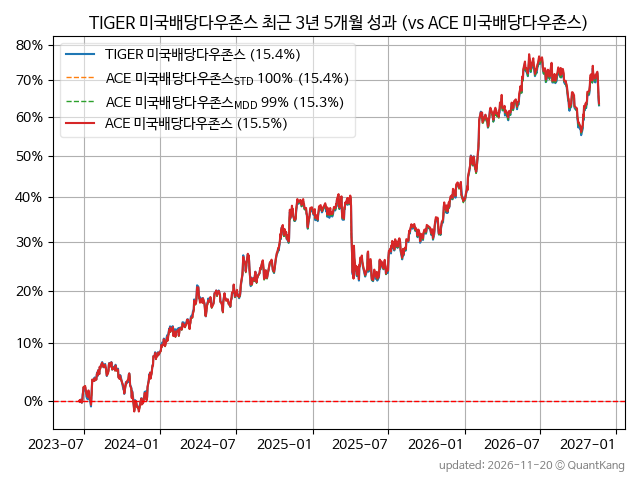 TIGER 미국배당다우존스 최근 3년 5개월 성과 (vs ACE 미국배당다우존스)
80%
70%
60%
50%
40%
30%
20%
10%
0%
TIGER 미국배당다우존스 (15.4%)
ACE 미국배당다우존스STD 100% (15.4%)
ACE 미국배당다우존스MDD 99% (15.3%)
ACE 미국배당다우존스 (15.5%)
2023-07 2024-01 2024-07 2025-01 2025-07 2026-01 2026-07 2027-01
updated: 2026-11-20 © QuantKang